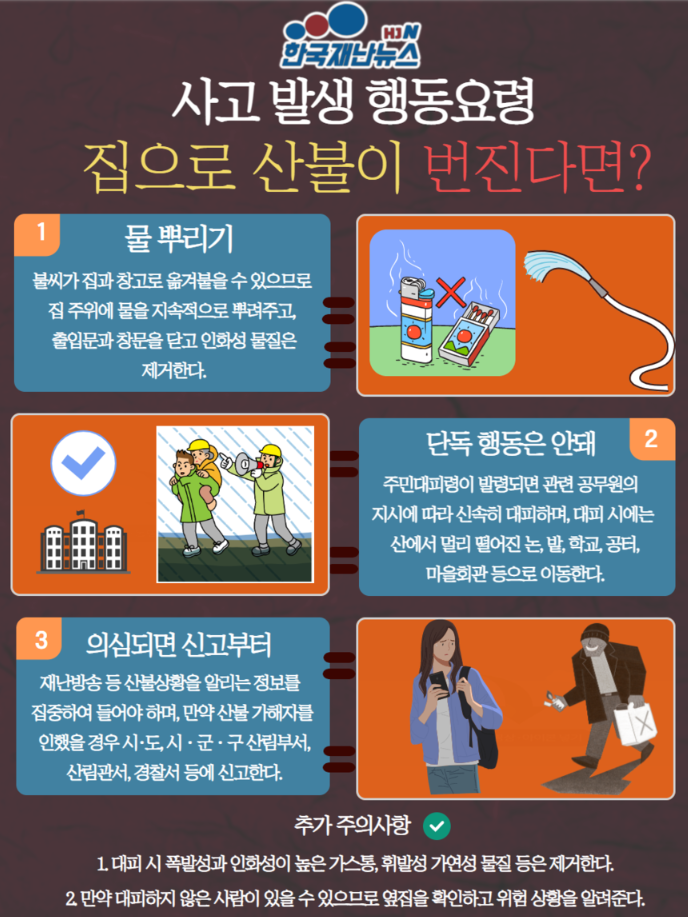 HJN
한국재난뉴스
사고 발생 행동요령
집으로 산불이 번진다면?
1
물 뿌리기
불씨가 집과 창고로 옮겨붙을 수 있으므로
집 주위에 물을 지속적으로 뿌려주고,
출입문과 창문을 닫고 인화성 물질은
제거한다.
단독 행동은 안돼
2
주민대피령이 발령되면 관련 공무원의
지시에 따라 신속히 대피하며, 대피 시에는
산에서 멀리 떨어진 논, 밭, 학교, 공터,
마을회관 등으로 이동한다.
3
의심되면 신고부터
재난방송 등 산불상황을 알리는 정보를
집중하여 들어야 하며, 만약 산불 가해자를
인했을 경우 시·도, 시·군·구 산림부서,
산림관서, 경찰서 등에 신고한다.
추가 주의사항
1. 대피 시 폭발성과 인화성이 높은 가스통, 휘발성 가연성 물질 등은 제거한다.
2. 만약 대피하지 않은 사람이 있을 수 있으므로 옆집을 확인하고 위험 상황을 알려준다.